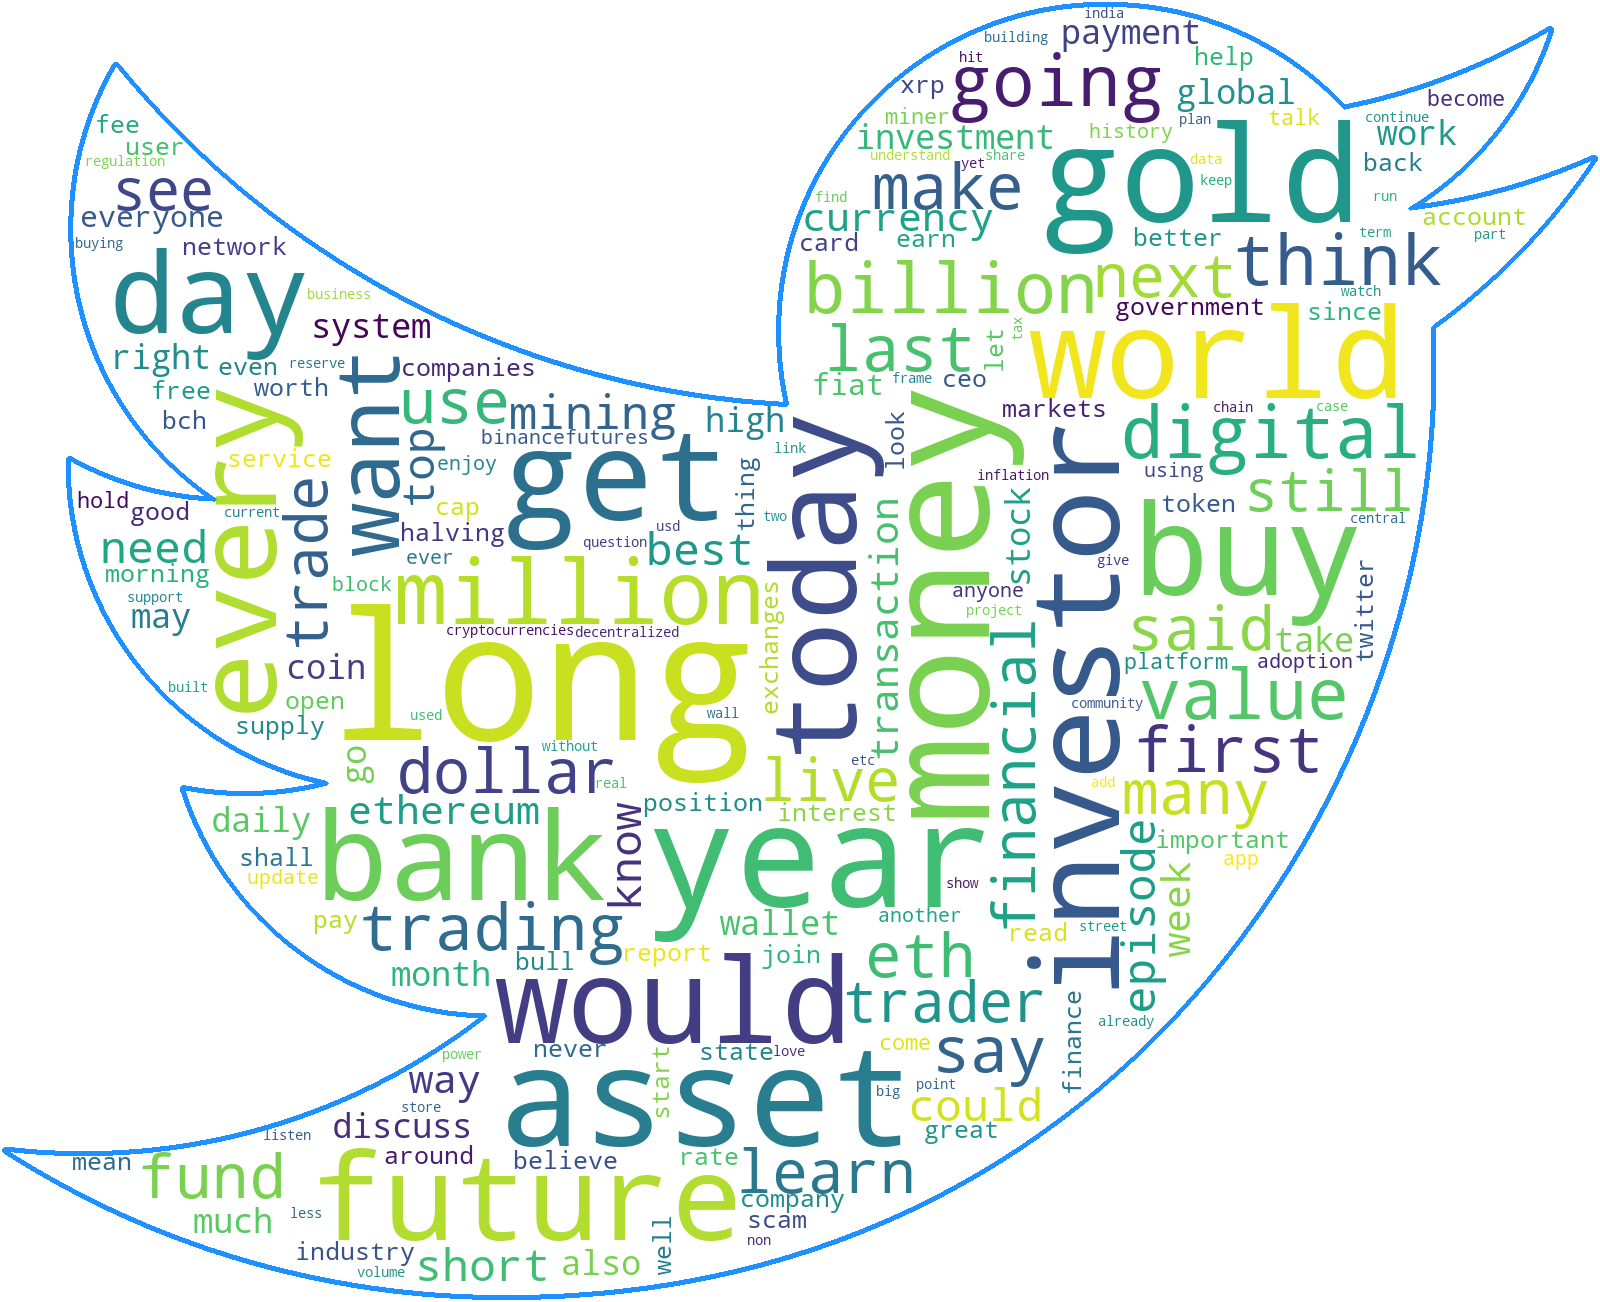 india
building
payment
hit
going
help
xrp
global
become
miner
plan
talk
continue
investment
history
work
understand
yet
share
data
back
make
gold
keep
find
run
currency
account
card
earn
better
term
part
think
billion
next
government
watch
since
last
let
tax
world
fiat
frame
ceo
fee
user
regulation
see
everyone
buying
network
day
business
system
right
even
reserve
free
worth
bch
want
companies
use
mining
high
today
look
money
markets
chain
case
digital
investor
every
service
top
binancefutures
enjoy
get
link
inflation
using
still
hold
good
current
trade
cap
thing
usd
two
transaction
stock
token
central
buy
need
halving
question
best
ever
give
morning
block
million
anyone
twitter
support
may
exchanges
project
said
take
cryptocurrencies
decentralized
long
financial
coin
platform
adoption
built
open
value
community
used
wall
supply
first
go
without
etc
dollar
real
live
add
many
ethereum
position
interest
daily
bank
know
year
episode
important
shall
app
update
show
week
pay
trading
wallet
another
read
street
bull
report
join
eth
month
would
trader
finance
already
never
state
love
come
say
power
way
asset
start
big
point
store
could
listen
discuss
great
mean
around
believe
rate
learn
fund
future
company
much
less
scam
non
industry
short
also
well
volume